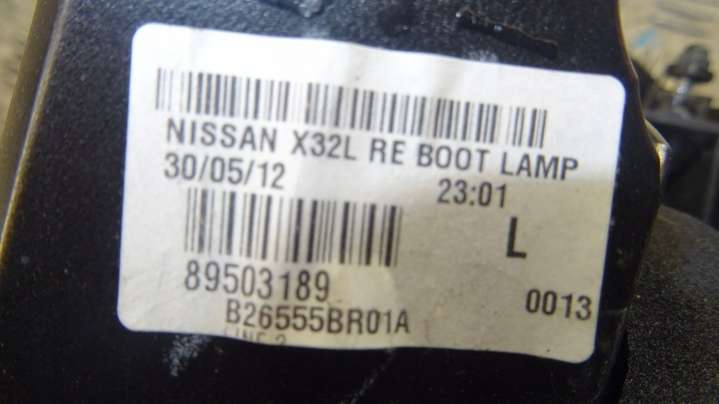 NISSAN X32L RE BOOT LAMP
30/05/12 23:01
L
89503189
0013
B26555BR01A